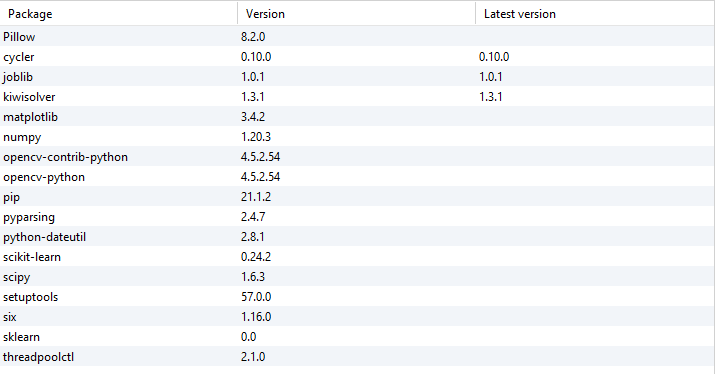 Package Version Latest version
Pillow 8.2.0
cycler 0.10.0 0.10.0
joblib 1.0.1 1.0.1
kiwisolver 1.3.1 1.3.1
matplotlib 3.4.2
numpy 1.20.3
opencv-contrib-python 4.5.2.54
opencv-python 4.5.2.54
pip 21.1.2
pyparsing 2.4.7
python-dateutil 2.8.1
scikit-learn 0.24.2
scipy 1.6.3
setuptools 57.0.0
six 1.16.0
sklearn 0.0
threadpoolctl 2.1.0